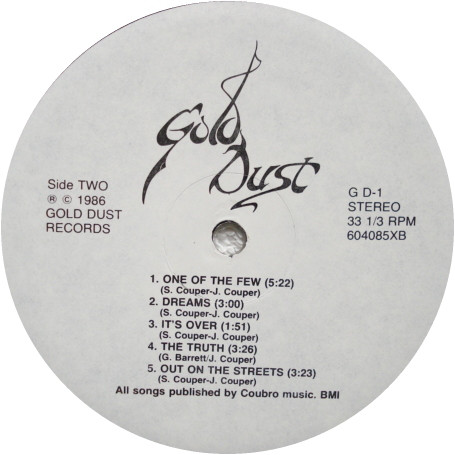 Gold
Dust
Side TWO
℗ © 1986
GOLD DUST
RECORDS
G D-1
STEREO
33 1/3 RPM
604085XB
1. ONE OF THE FEW (5:22)
(S. Couper-J. Couper)
2. DREAMS (3:00)
(S. Couper-J. Couper)
3. IT'S OVER (1:51)
(S. Couper-J. Couper)
4. THE TRUTH (3:26)
(G. Barrett/J. Couper)
5. OUT ON THE STREETS (3:23)
(S. Couper-J. Couper)
All songs published by Coubro music. BMI